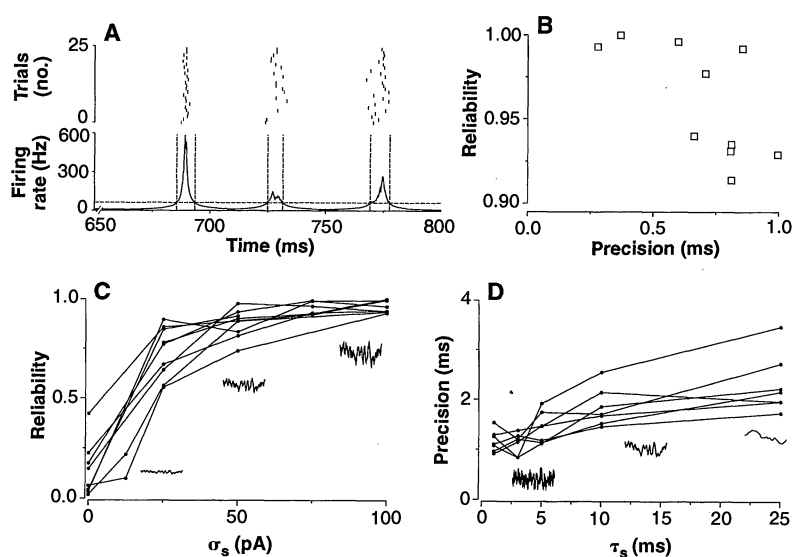 A
Trials
(no.)
25
0
Firing
rate (Hz)
600
300
0
650
700
750
800
Time (ms)
B
Reliability
1.00
0.95
0.90
0.0
0.5
1.0
Precision (ms)
C
Reliability
1.0
0.5
0.0
0
50
100
σs (pA)
D
Precision (ms)
4
2
0
0
5
10
15
20
25
τs (ms)